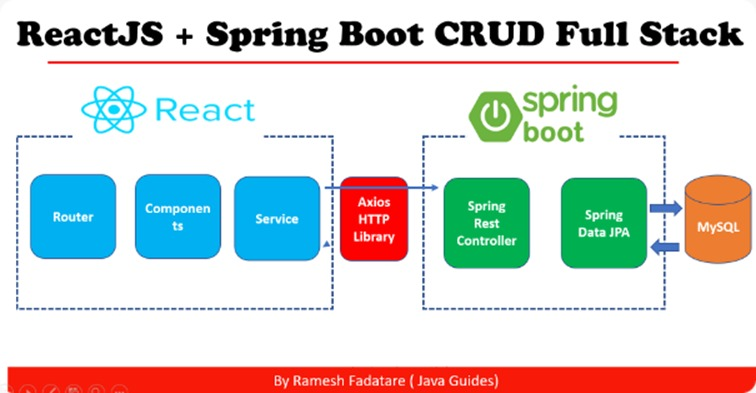 ReactJS + Spring Boot CRUD Full Stack
React
spring
boot
Router
Componen
ts
Service
Axios
HTTP
Library
Spring
Rest
Controller
Spring
Data JPA
MySQL
By Ramesh Fadatare ( Java Guides)